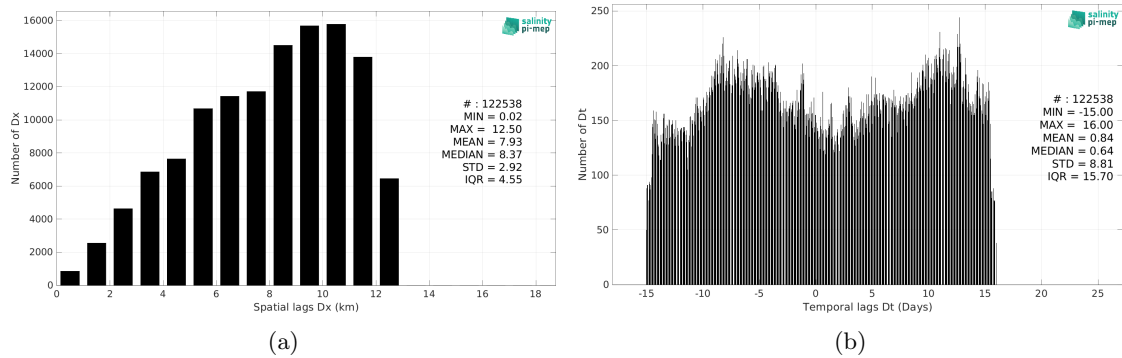 16000
14000
12000
10000
8000
6000
4000
2000
0
Number of Dx
0 2 4 6 8 10 12 14 16 18
Spatial lags Dx (km)
salinity
pi-mep
# : 122538
MIN = 0.02
MAX = 12.50
MEAN = 7.93
MEDIAN = 8.37
STD = 2.92
IQR = 4.55
(a)
250
200
150
100
50
0
Number of Dt
-15 -10 -5 0 5 10 15 20 25
Temporal lags Dt (Days)
salinity
pi-mep
# : 122538
MIN = -15.00
MAX = 16.00
MEAN = 0.84
MEDIAN = 0.64
STD = 8.81
IQR = 15.70
(b)